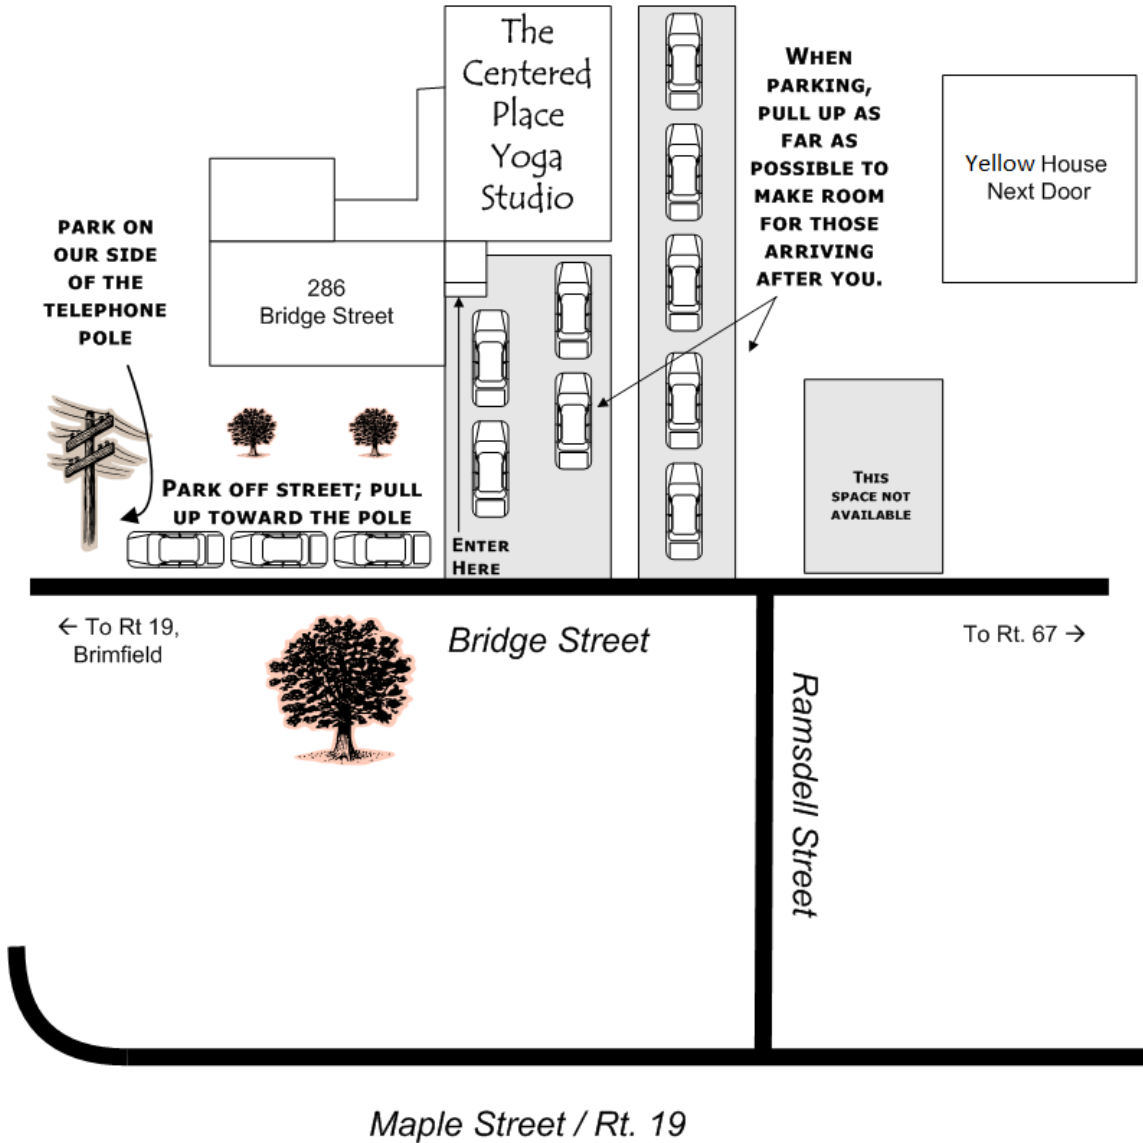 The
Centered
Place
Yoga
Studio
WHEN
PARKING,
PULL UP AS
FAR AS
POSSIBLE TO
MAKE ROOM
FOR THOSE
ARRIVING
AFTER YOU.
Yellow House
Next Door
PARK ON
OUR SIDE
OF THE
TELEPHONE
POLE
286
Bridge Street
PARK OFF STREET; PULL
UP TOWARD THE POLE
ENTER
HERE
THIS
SPACE NOT
AVAILABLE
← To Rt 19,
Brimfield
Bridge Street
To Rt. 67 →
Ramsdell Street
Maple Street / Rt. 19